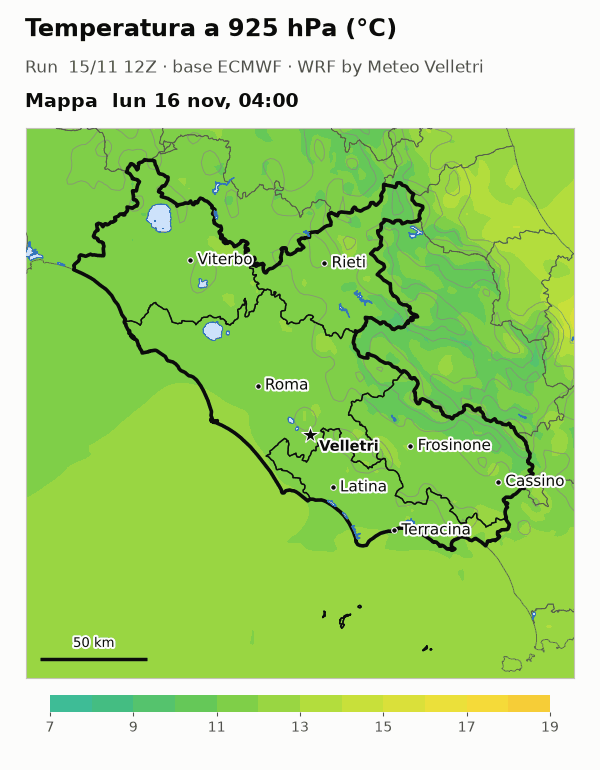 Temperatura a 925 hPa (°C)
Run  15/11 12Z · base ECMWF · WRF by Meteo Velletri
Mappa  lun 16 nov, 04:00
Viterbo
Rieti
Roma
Velletri
Frosinone
Cassino
Latina
Terracina
50 km
7 9 11 13 15 17 19